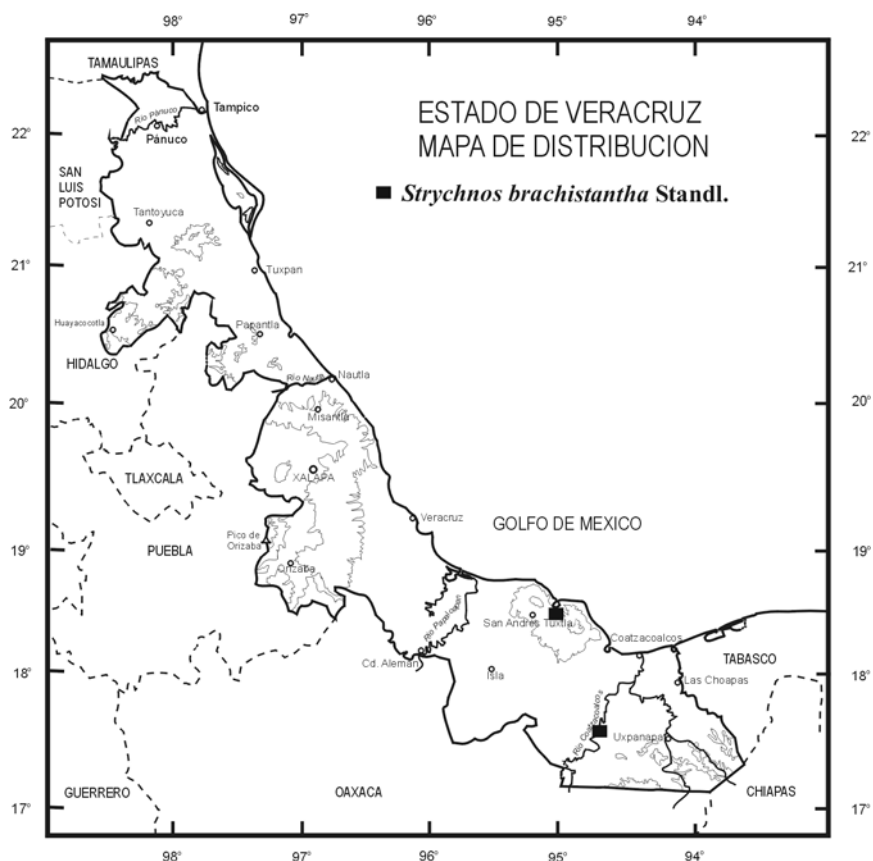 98°
97°
96°
95°
94°
TAMAULIPAS
Río Pánuco
Tampico
Pánuco
ESTADO DE VERACRUZ
MAPA DE DISTRIBUCION
Strychnos brachistantha Standl.
22°
22°
SAN
LUIS
POTOSI
Tantoyuca
21°
21°
Tuxpan
Huayacocotla
Papantla
HIDALGO
Río Nautla
Nautla
20°
20°
Misantla
XALAPA
TLAXCALA
Veracruz
GOLFO DE MEXICO
Pico de
Orizaba
PUEBLA
19°
19°
Orizaba
Río Papaloapan
San Andrés Tuxtla
Coatzacoalcos
Cd. Alemán
TABASCO
18°
18°
Isla
Las Choapas
Río Coatzacoalcos
Uxpanapa
GUERRERO
OAXACA
CHIAPAS
17°
17°
98°
97°
96°
95°
94°